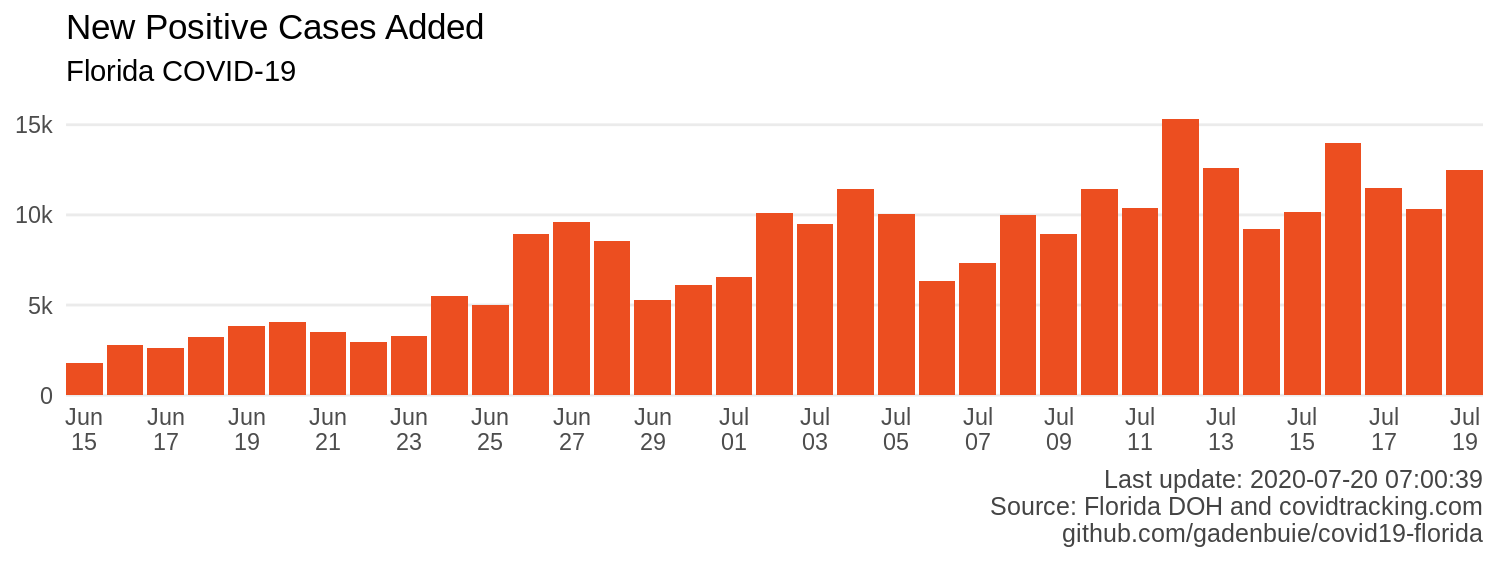 New Positive Cases Added
Florida COVID-19
15k
10k
5k
0
Jun Jun Jun Jun Jun Jun Jun Jun Jul Jul Jul Jul Jul Jul Jul Jul Jul Jul
15 17 19 21 23 25 27 29 01 03 05 07 09 11 13 15 17 19
Last update: 2020-07-20 07:00:39
Source: Florida DOH and covidtracking.com
github.com/gadenbuie/covid19-florida